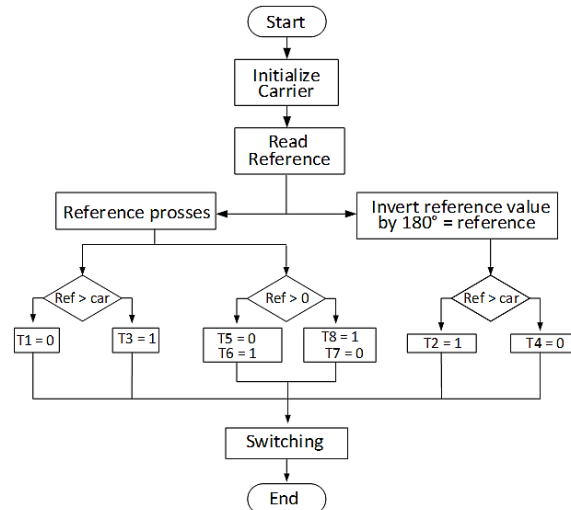 Start
Initialize
Carrier
Read
Reference
Reference prosses
Invert reference value
by 180° = reference
Ref > car
Ref > 0
Ref > car
T1 = 0
T3 = 1
T5 = 0
T6 = 1
T8 = 1
T7 = 0
T2 = 1
T4 = 0
Switching
End